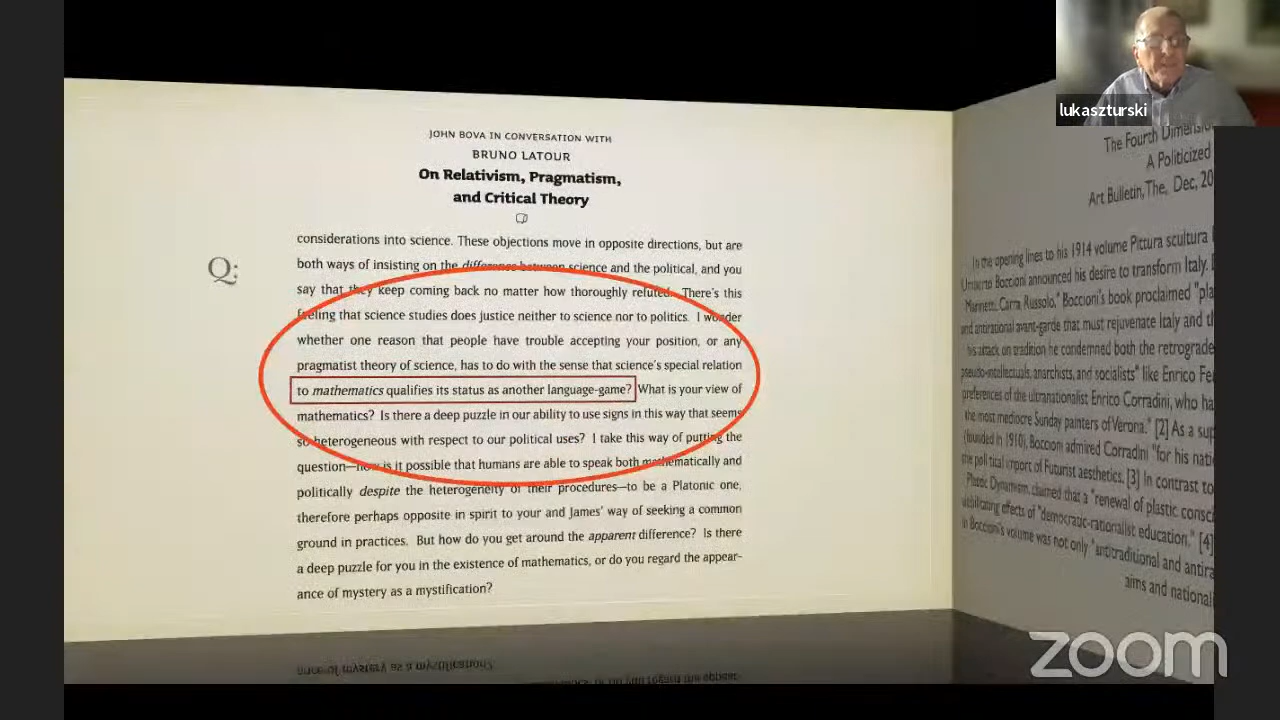 lukaszturski
JOHN BOVA IN CONVERSATION WITH
BRUNO LATOUR
On Relativism, Pragmatism,
and Critical Theory
Q:
considerations into science. These objections move in opposite directions, but are
both ways of insisting on the difference between science and the political, and you
say that they keep coming back no matter how thoroughly refuted. There's this
feeling that science studies does justice neither to science nor to politics. I wonder
whether one reason that people have trouble accepting your position, or any
pragmatist theory of science, has to do with the sense that science's special relation
to mathematics qualifies its status as another language-game? What is your view of
mathematics? Is there a deep puzzle in our ability to use signs in this way that seems
so heterogeneous with respect to our political uses? I take this way of putting the
question—how is it possible that humans are able to speak both mathematically and
politically despite the heterogeneity of their procedures—to be a Platonic one,
therefore perhaps opposite in spirit to your and James' way of seeking a common
ground in practices. But how do you get around the apparent difference? Is there
a deep puzzle for you in the existence of mathematics, or do you regard the appear-
ance of mystery as a mystification?
The Fourth
A Politicized
Art Bulletin, The, Dec, 20
In the opening lines to his 1914 volume Pittura scultura
Umberto Boccioni announced his desire to transform Italy.
Marinetti, Carra, Russolo," Boccioni's book proclaimed
and antirational avant-garde that must rejuvenate Italy and
his attack on tradition he condemned both the retrograde
pseudo-intellectuals, anarchists, and socialists" like Enrico
preferences of the ultranationalist Enrico Corradini, who
the most mediocre Sunday painters of Verona." [2] As a
(founded in 1910), Boccioni admired Corradini "for his
the political import of Futurist aesthetics. [3] In contrast to
Plastic Dynamism, claimed that a "renewal of plastic
effects of "democratic-rationalist education." [4]
in Boccioni's volume was not only "antitraditional and
aims and
zoom